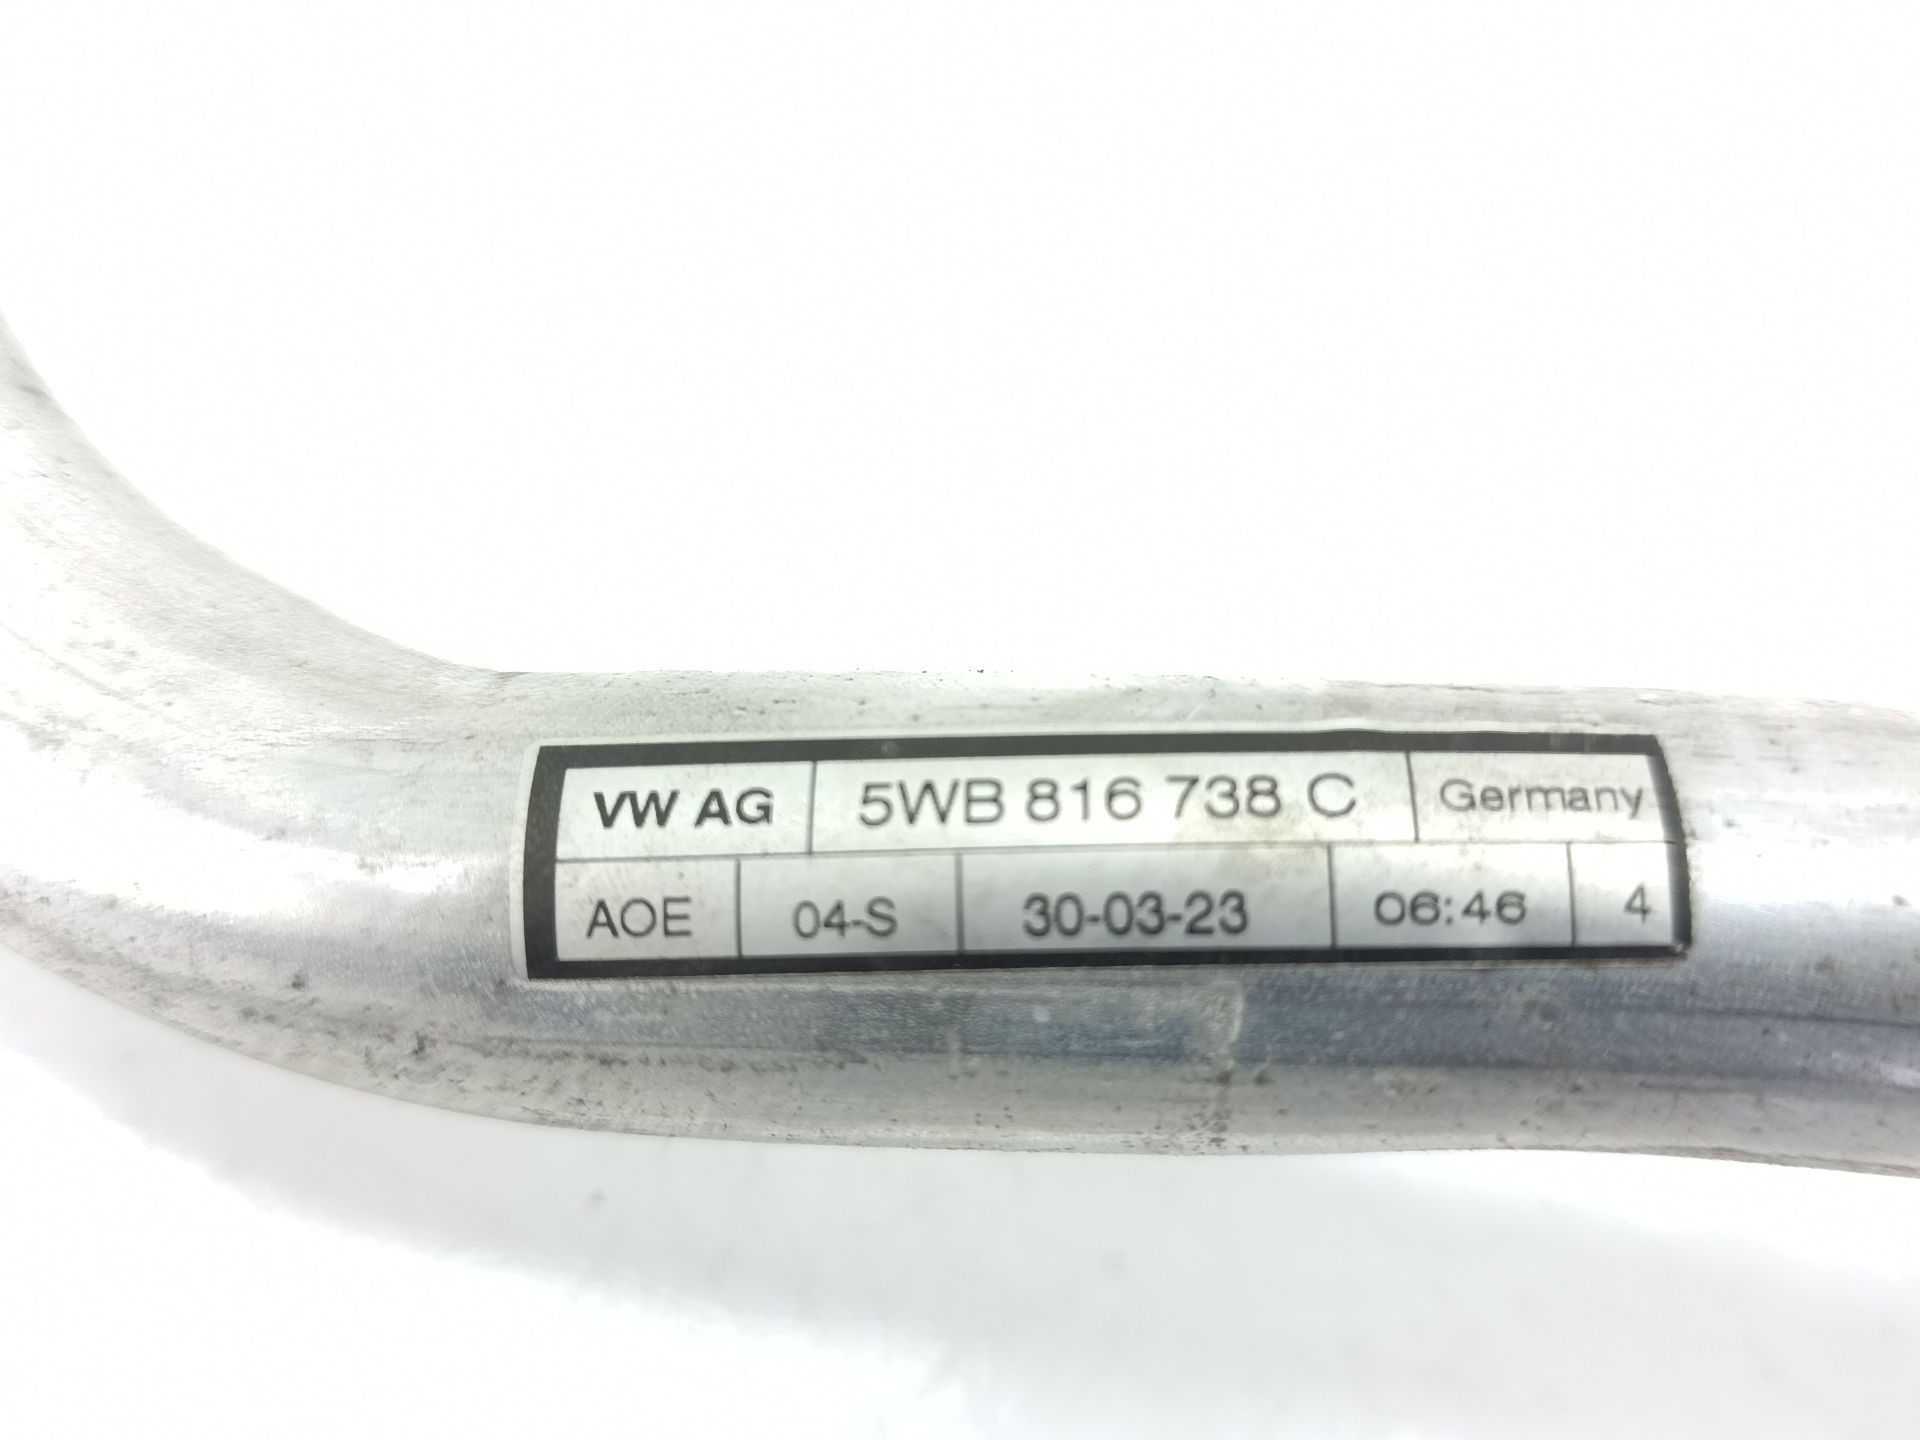 VW AG 5WB 816 738 C Germany
AOE 04-S 30-03-23 06:46 4